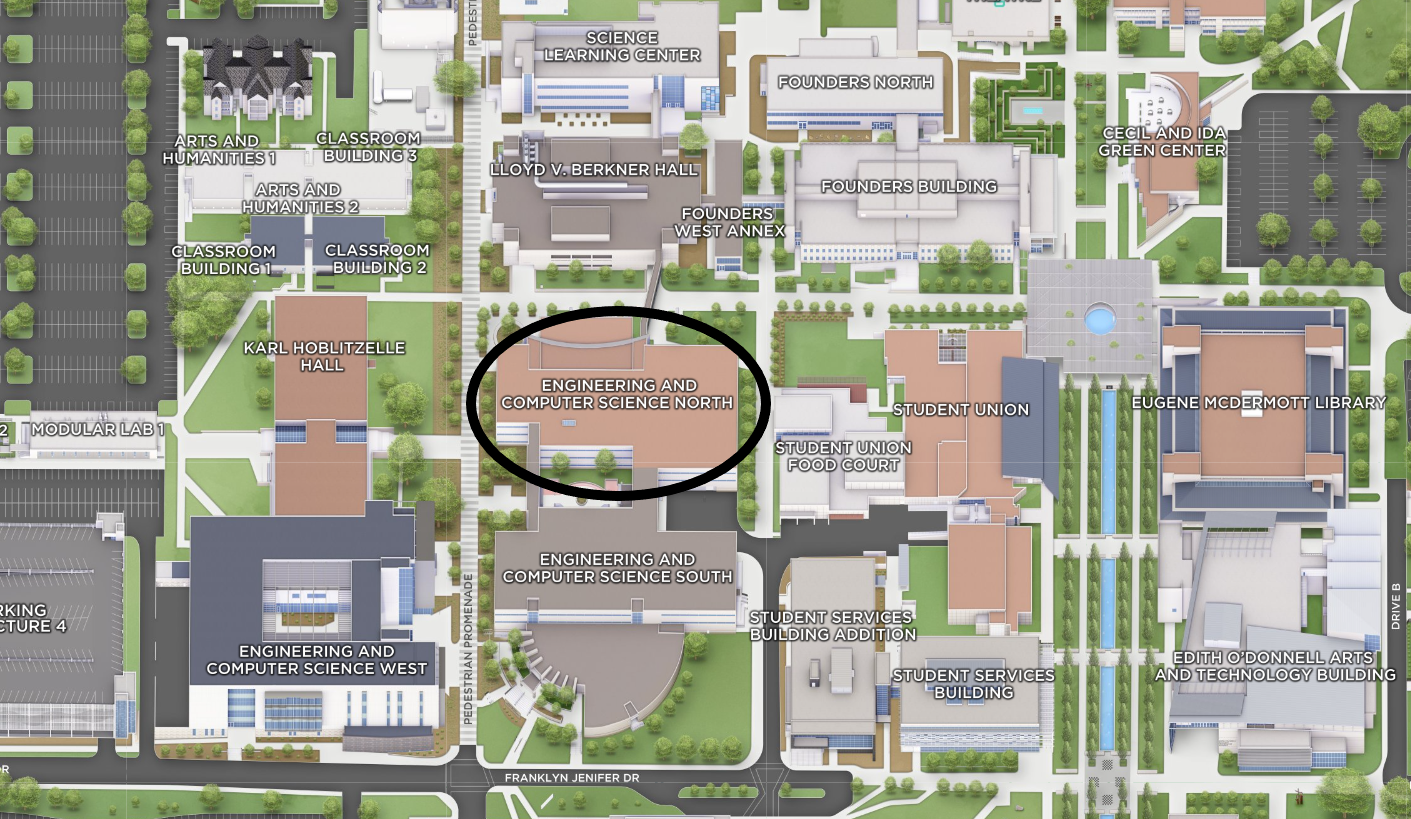 PEDESTRI
SCIENCE
LEARNING CENTER
FOUNDERS NORTH
ARTS AND
HUMANITIES 1
CLASSROOM
BUILDING 3
CECIL AND IDA
GREEN CENTER
LLOYD V. BERKNER HALL
ARTS AND
HUMANITIES 2
FOUNDERS BUILDING
FOUNDERS
WEST ANNEX
CLASSROOM
BUILDING 1
CLASSROOM
BUILDING 2
KARL HOBLITZELLE
HALL
ENGINEERING AND
COMPUTER SCIENCE NORTH
STUDENT UNION
EUGENE MCDERMOTT LIBRARY
2
MODULAR LAB 1
STUDENT UNION
FOOD COURT
ENGINEERING AND
COMPUTER SCIENCE SOUTH
RKING
CTURE 4
PEDESTRIAN PROMENADE
STUDENT SERVICES
BUILDING ADDITION
DRIVE B
ENGINEERING AND
COMPUTER SCIENCE WEST
STUDENT SERVICES
BUILDING
EDITH O'DONNELL ARTS
AND TECHNOLOGY BUILDING
DR
FRANKLYN JENIFER DR